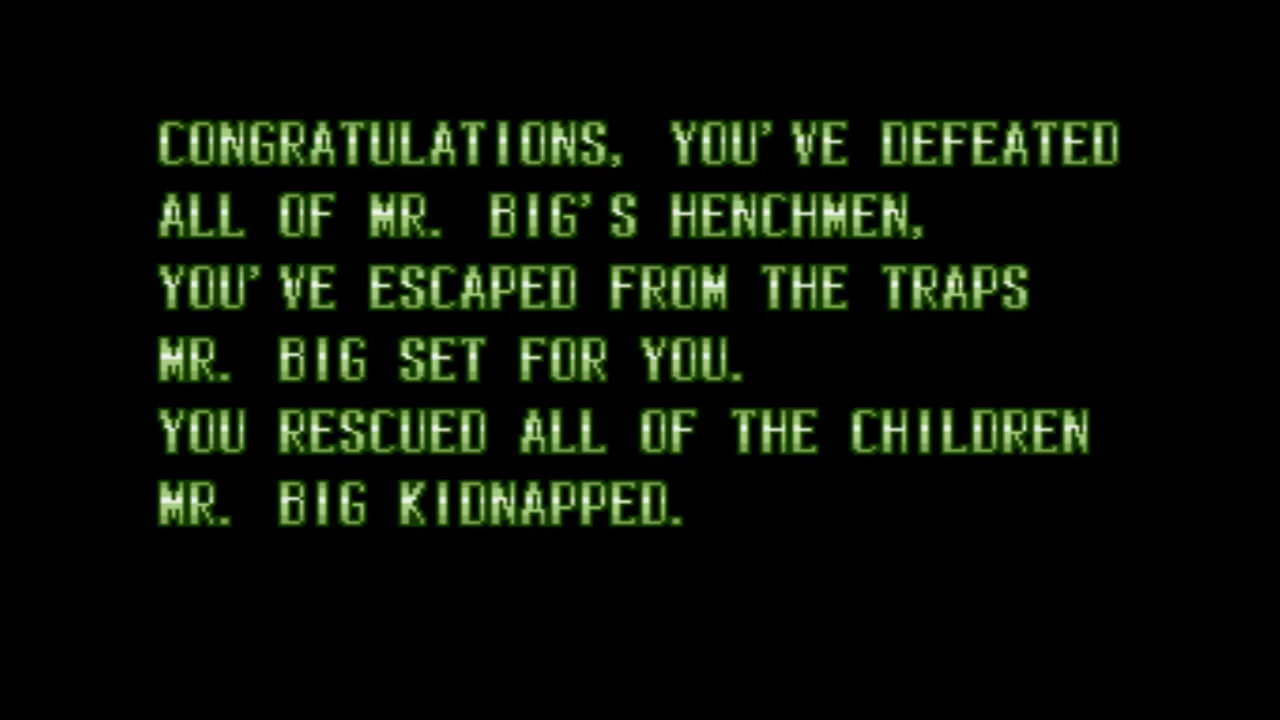 CONGRATULATIONS, YOU'VE DEFEATED
ALL OF MR. BIG'S HENCHMEN,
YOU'VE ESCAPED FROM THE TRAPS
MR. BIG SET FOR YOU.
YOU RESCUED ALL OF THE CHILDREN
MR. BIG KIDNAPPED.